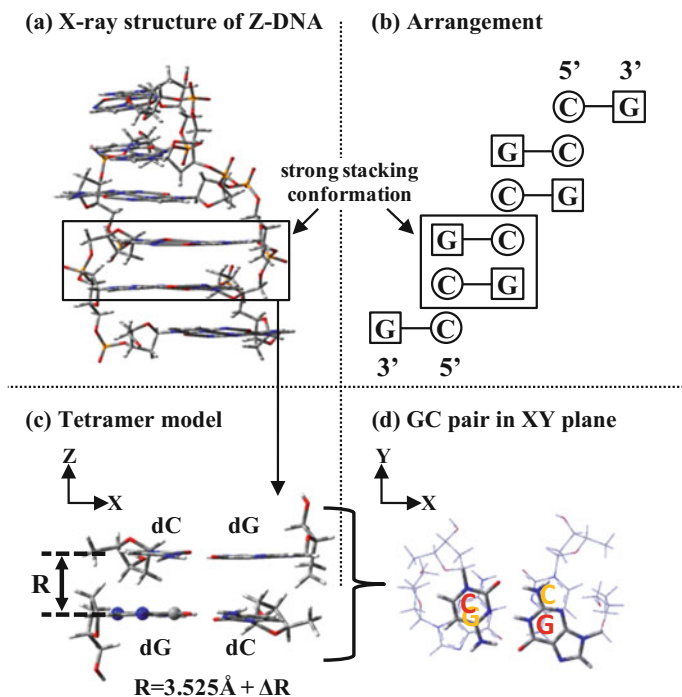 (a) X-ray structure of Z-DNA
(b) Arrangement
5’ 3’
C G
G C
strong stacking
conformation
C G
G C
C G
G C
3’ 5’
(c) Tetramer model
(d) GC pair in XY plane
Z
X
dC dG
R
dG dC
R=3.525Å + ΔR
Y
X
C C
G G